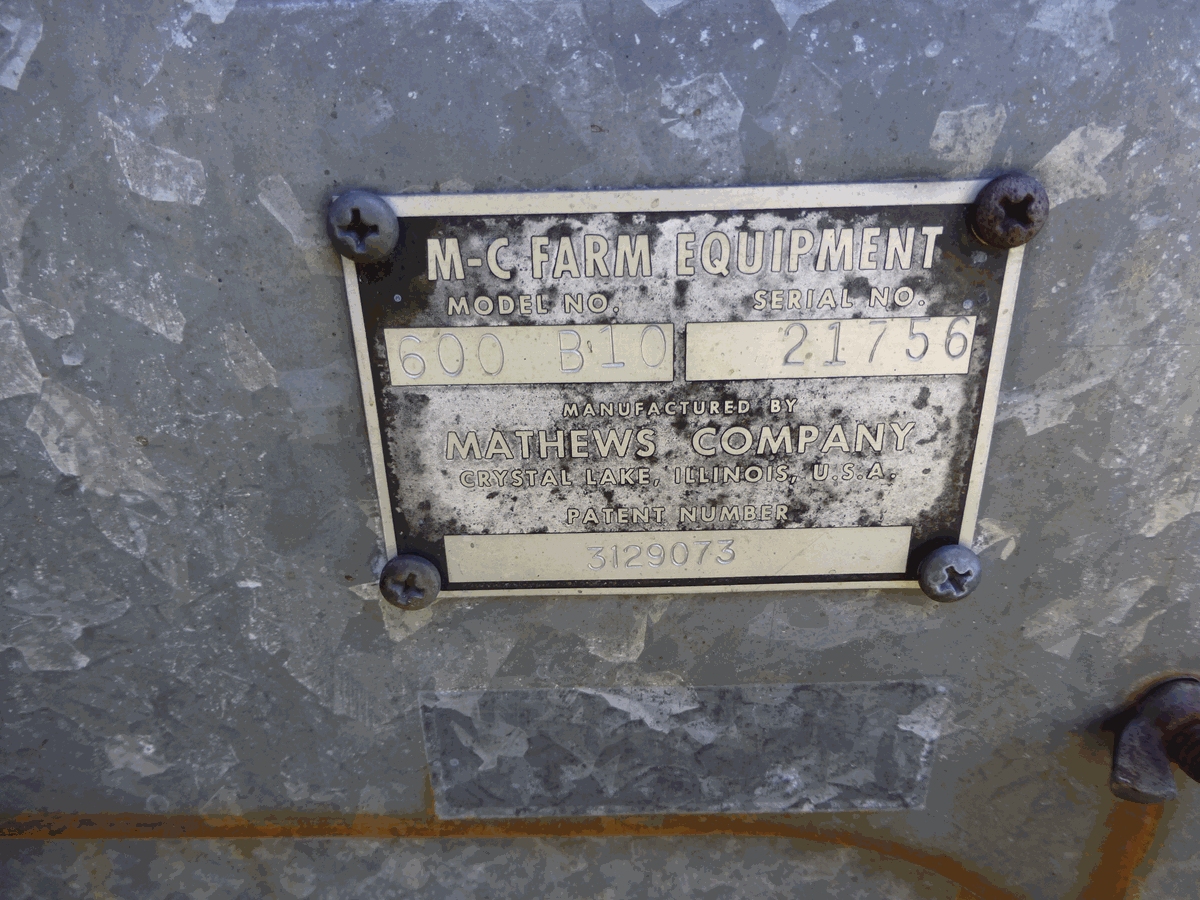 M-C FARM EQUIPMENT
MODEL NO. SERIAL NO.
600 B10 21756
MANUFACTURED BY
MATHEWS COMPANY
CRYSTAL LAKE, ILLINOIS, U.S.A.
PATENT NUMBER
3129073